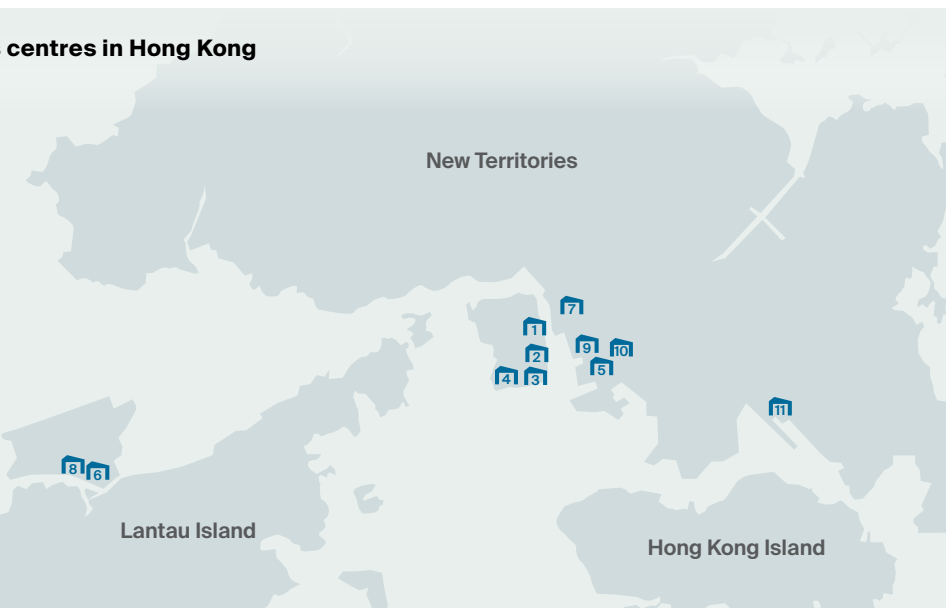 centres in Hong Kong
New Territories
7
1
9
10
2
5
4
3
11
8
6
Lantau Island
Hong Kong Island